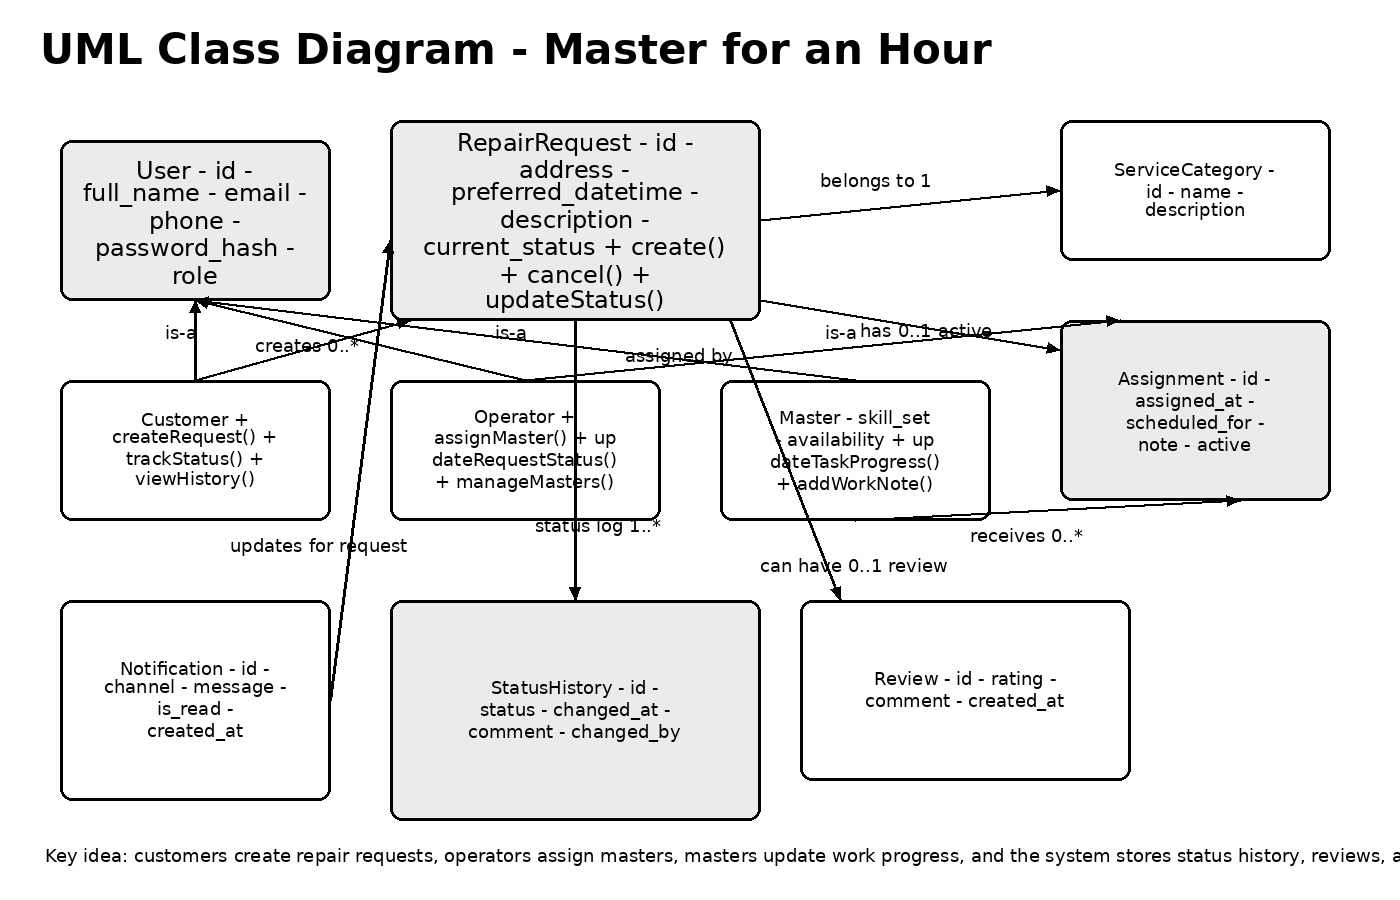 UML Class Diagram - Master for an Hour
User - id -
full_name - email -
phone -
password_hash -
role
RepairRequest - id -
address -
preferred_datetime -
description -
current_status + create()
+ cancel() +
updateStatus()
belongs to 1
ServiceCategory -
id - name -
description
is-a
creates 0..*
is-a
assigned by
is-a
has 0..1 active
Customer +
createRequest() +
trackStatus() +
viewHistory()
Operator +
assignMaster() + up
dateRequestStatus()
+ manageMasters()
Master - skill_set
- availability + up
dateTaskProgress()
+ addWorkNote()
Assignment - id -
assigned_at -
scheduled_for -
note - active
updates for request
status log 1..*
can have 0..1 review
receives 0..*
Notification - id -
channel - message -
is_read -
created_at
StatusHistory - id -
status - changed_at -
comment - changed_by
Review - id - rating -
comment - created_at
Key idea: customers create repair requests, operators assign masters, masters update work progress, and the system stores status history, reviews,